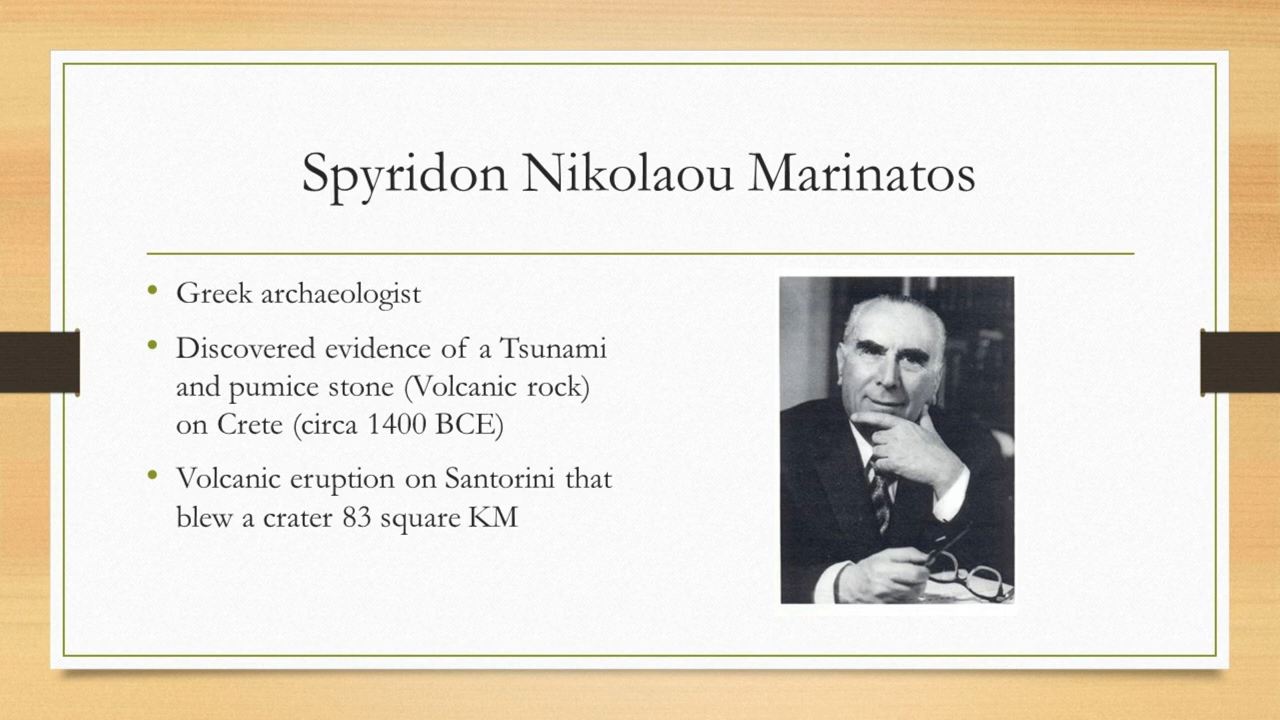 Spyridon Nikolaou Marinatos
• Greek archaeologist
• Discovered evidence of a Tsunami
and pumice stone (Volcanic rock)
on Crete (circa 1400 BCE)
• Volcanic eruption on Santorini that
blew a crater 83 square KM